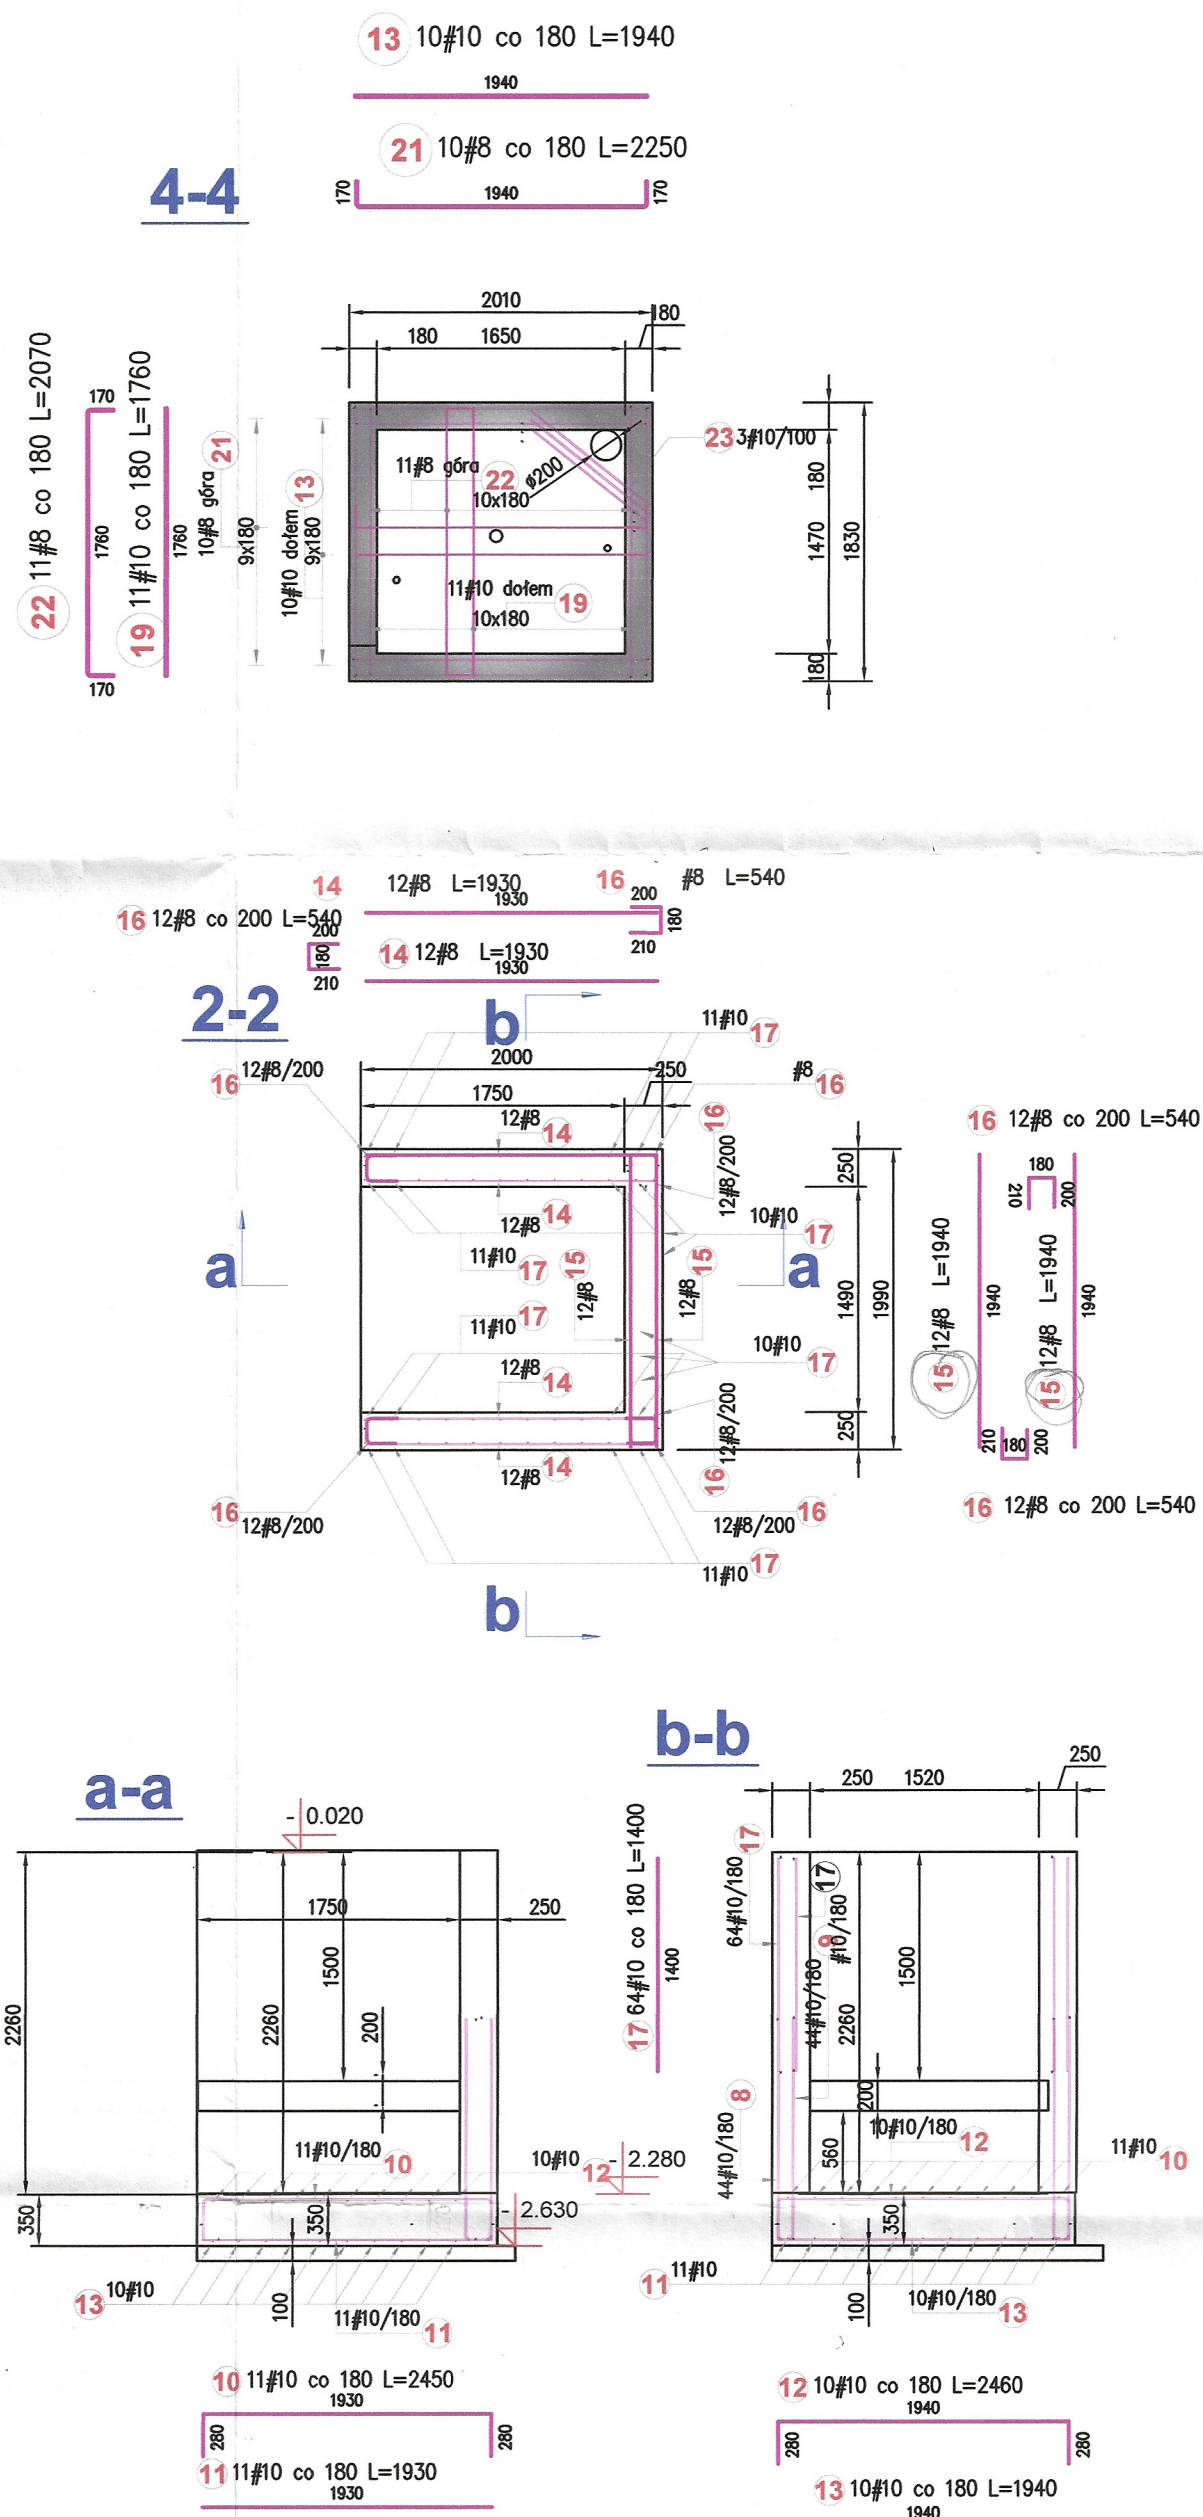 13 10#10 co 180 L=1940
1940
21 10#8 co 180 L=2250
170 1940 170
4-4
2010
180 1650 180
22 11#8 co 180 L=2070
170 1760 170
19 11#10 co 180 L=1760
1760
21
10#8 góra
9x180
13
10#10 dołem
9x180
11#8 góra 22
10x180
ø200
23 3#10/100
11#10 dołem 19
10x180
180 1470 180
1830
14 12#8 L=1930
1930
16 #8 L=540
200 180 210
16 12#8 co 200 L=540
200 180 210
14 12#8 L=1930
1930
2-2
b
11#10 17
2000
16 12#8/200
250
#8 16
1750
12#8 14
16
12#8/200
16 12#8 co 200 L=540
180
210 200
250
12#8 14
10#10 17
a
a
11#10 17
15
12#8
15
12#8
1490 1990
15 12#8 L=1940
1940
15 12#8 L=1940
1940
11#10 17
10#10 17
12#8 14
12#8/200
16
250
210 180 200
12#8 14
16 12#8/200
16
12#8/200
16 12#8 co 200 L=540
11#10 17
b
b-b
a-a
250
250 1520
- 0.020
17 64#10 co 180 L=1400
1400
17
64#10/180
17
#10/180
9
44#10/180
1750 250
1500
2260
2260
200
1500
2260
200
8
44#10/180
560
10#10/180 12
11#10 10
11#10/180 10
10#10 12
- 2.280
350 350
- 2.630
350
13 10#10
100
11#10/180 11
11 11#10
100
10#10/180 13
10 11#10 co 180 L=2450
1930
280 280
12 10#10 co 180 L=2460
1940
280 280
11 11#10 co 180 L=1930
1930
13 10#10 co 180 L=1940
1940